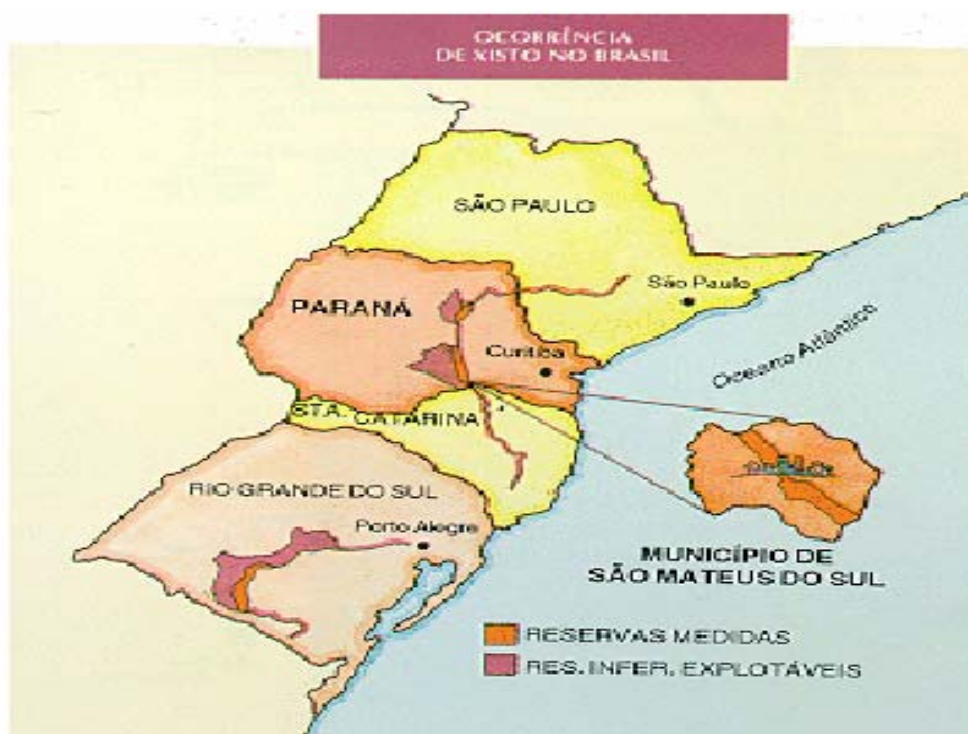 OCORRÊNCIA
DE XISTO NO BRASIL
SÃO PAULO
São Paulo
PARANÁ
Curitiba
Oceano Atlântico
STA. CATARINA
RIO GRANDE DO SUL
Porto Alegre
MUNICÍPIO DE
SÃO MATEUS DO SUL
RESERVAS MEDIDAS
RES. INFER. EXPLOTÁVEIS